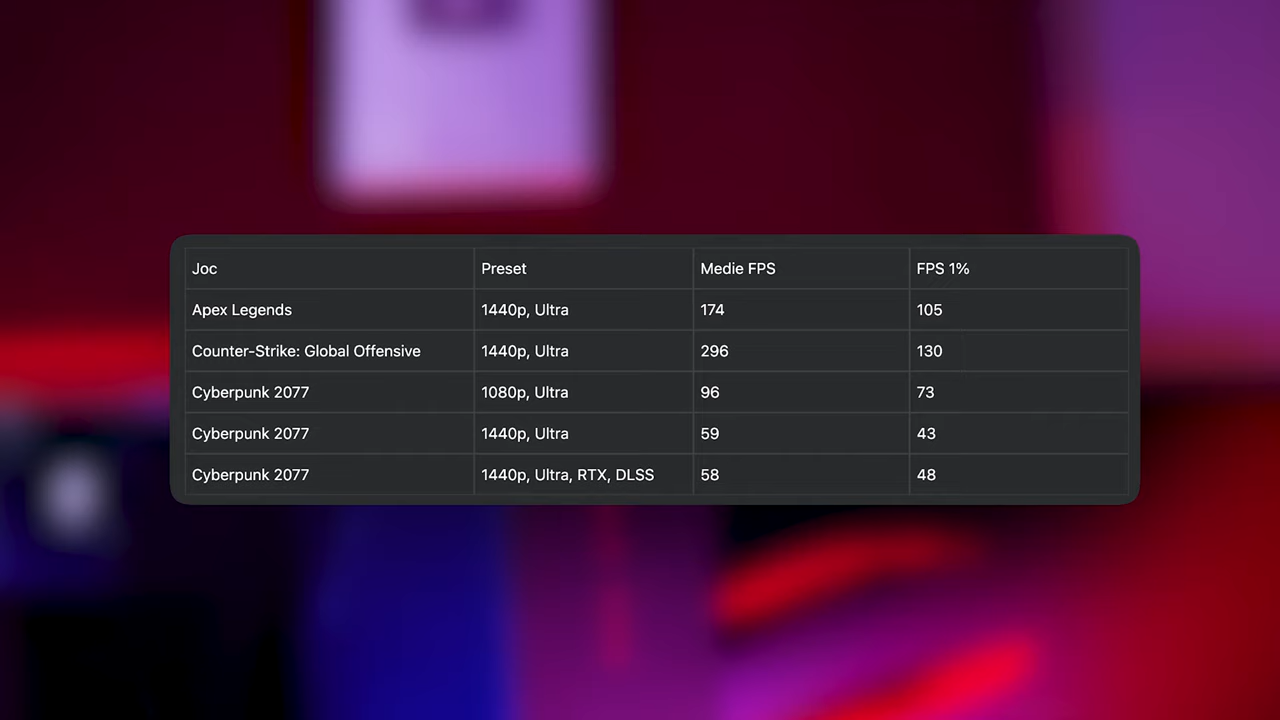 Joc Preset Medie FPS FPS 1%
Apex Legends 1440p, Ultra 174 105
Counter-Strike: Global Offensive 1440p, Ultra 296 130
Cyberpunk 2077 1080p, Ultra 96 73
Cyberpunk 2077 1440p, Ultra 59 43
Cyberpunk 2077 1440p, Ultra, RTX, DLSS 58 48